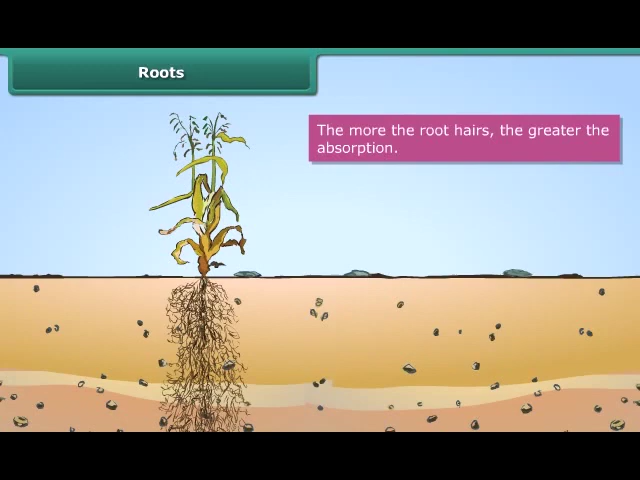 Roots
The more the root hairs, the greater the
absorption.